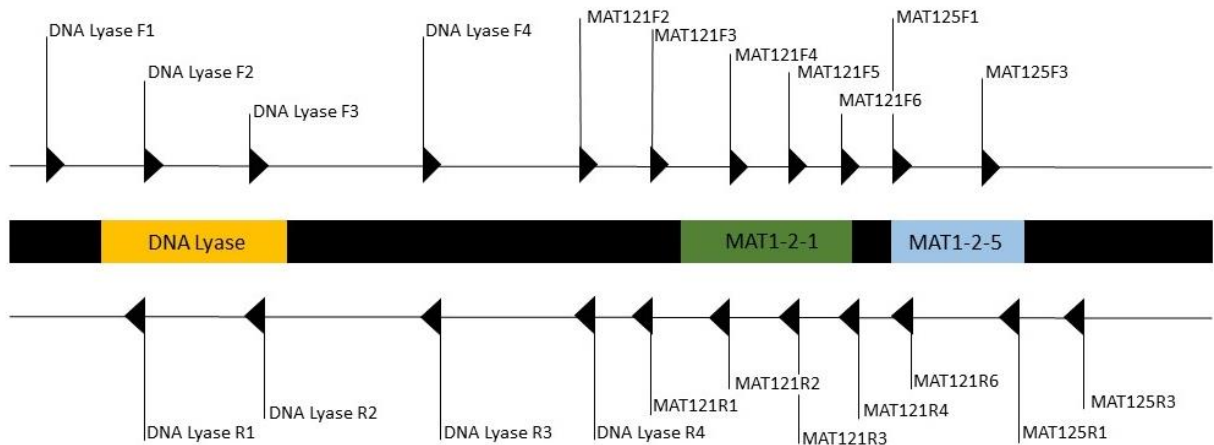 DNA Lyase F1
DNA Lyase F2
DNA Lyase F3
DNA Lyase F4
MAT121F2
MAT121F3
MAT121F4
MAT121F5
MAT121F6
MAT125F1
MAT125F3
DNA Lyase
MAT1-2-1
MAT1-2-5
DNA Lyase R1
DNA Lyase R2
DNA Lyase R3
DNA Lyase R4
MAT121R1
MAT121R2
MAT121R3
MAT121R4
MAT121R6
MAT125R1
MAT125R3